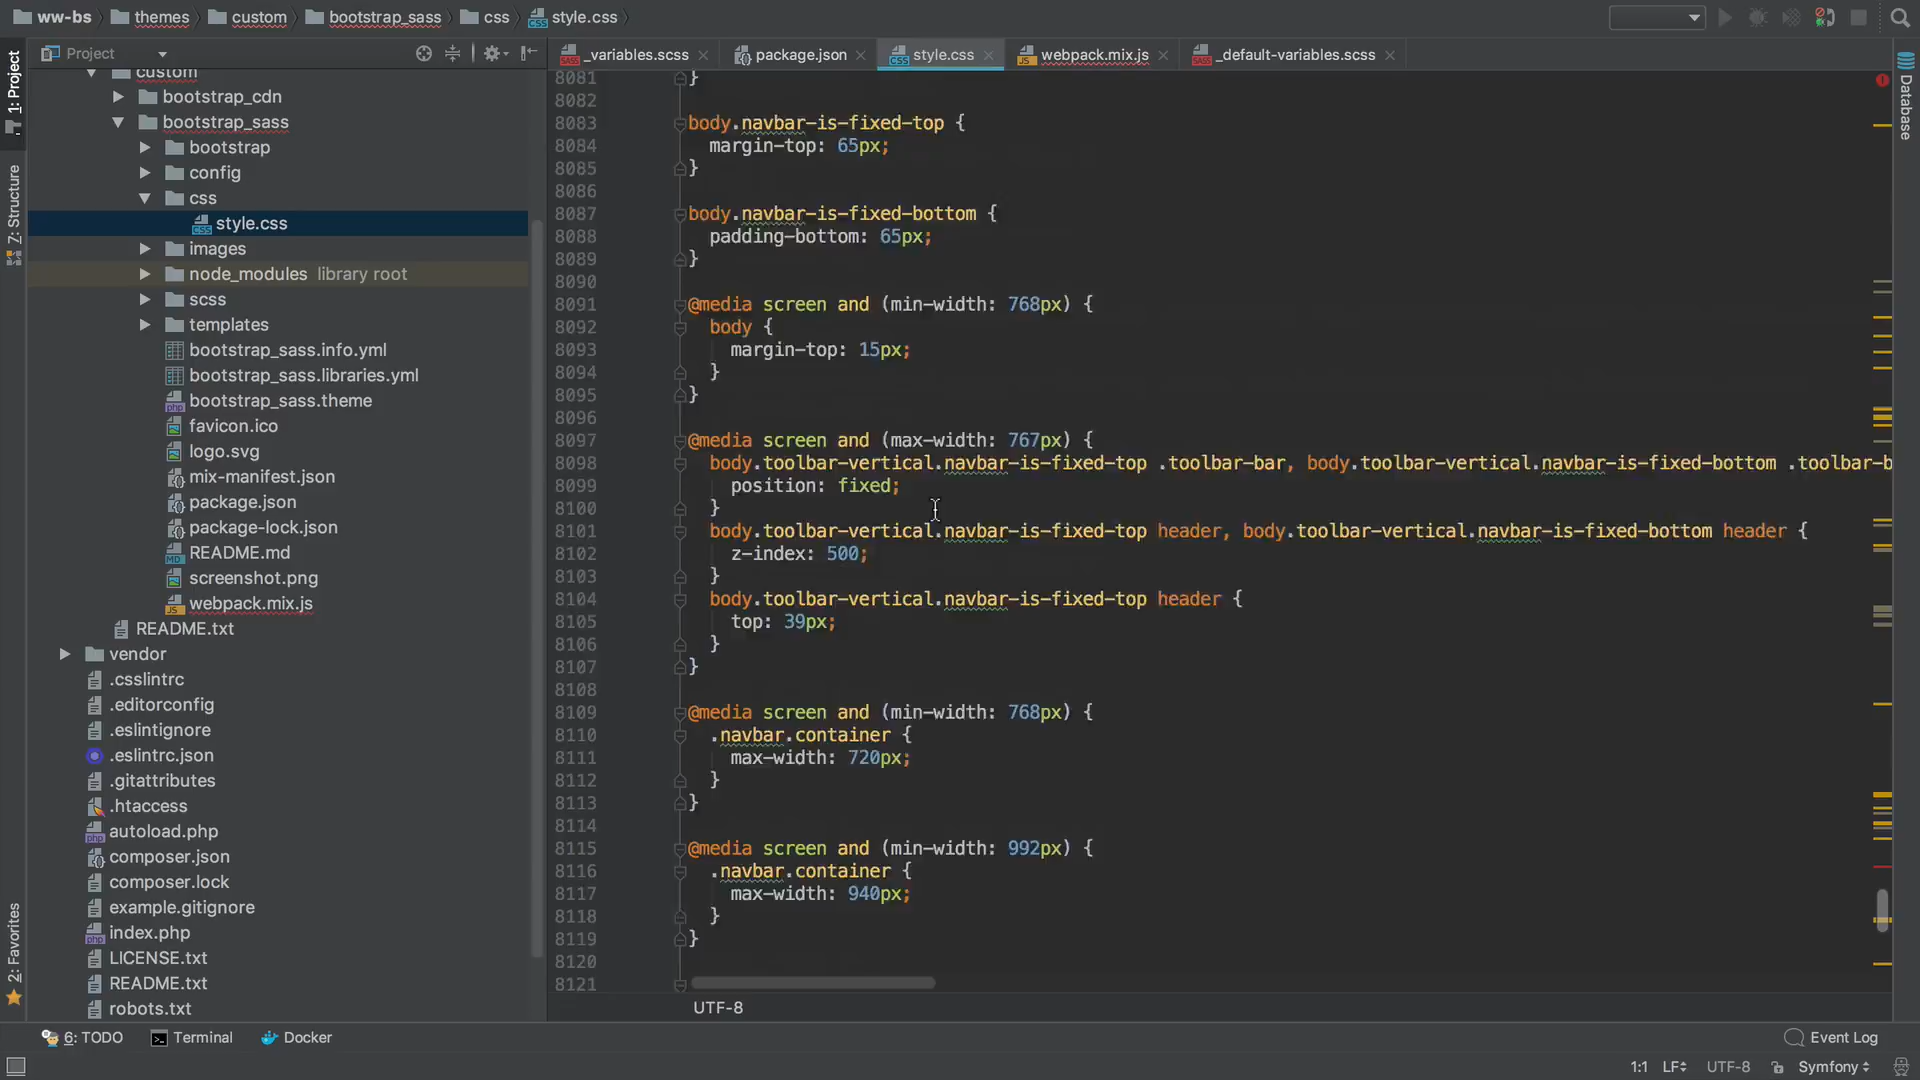 ww-bs themes custom bootstrap_sass css style.css
1: Project
Z: Structure
2: Favorites
Project
custom
bootstrap_cdn
bootstrap_sass
bootstrap
config
css
style.css
images
node_modules library root
scss
templates
bootstrap_sass.info.yml
bootstrap_sass.libraries.yml
bootstrap_sass.theme
favicon.ico
logo.svg
mix-manifest.json
package.json
package-lock.json
README.md
screenshot.png
webpack.mix.js
README.txt
vendor
.csslintrc
.editorconfig
.eslintignore
.eslintrc.json
.gitattributes
.htaccess
autoload.php
composer.json
composer.lock
example.gitignore
index.php
LICENSE.txt
README.txt
robots.txt
_variables.scss package.json style.css webpack.mix.js _default-variables.scss
8081 }
8082
8083 body.navbar-is-fixed-top {
8084 margin-top: 65px;
8085 }
8086
8087 body.navbar-is-fixed-bottom {
8088 padding-bottom: 65px;
8089 }
8090
8091 @media screen and (min-width: 768px) {
8092 body {
8093 margin-top: 15px;
8094 }
8095 }
8096
8097 @media screen and (max-width: 767px) {
8098 body.toolbar-vertical.navbar-is-fixed-top .toolbar-bar, body.toolbar-vertical.navbar-is-fixed-bottom .toolbar-b
8099 position: fixed;
8100 }
8101 body.toolbar-vertical.navbar-is-fixed-top header, body.toolbar-vertical.navbar-is-fixed-bottom header {
8102 z-index: 500;
8103 }
8104 body.toolbar-vertical.navbar-is-fixed-top header {
8105 top: 39px;
8106 }
8107 }
8108
8109 @media screen and (min-width: 768px) {
8110 .navbar.container {
8111 max-width: 720px;
8112 }
8113 }
8114
8115 @media screen and (min-width: 992px) {
8116 .navbar.container {
8117 max-width: 940px;
8118 }
8119 }
8120
8121
UTF-8
Database
6: TODO Terminal Docker Event Log
1:1 LF UTF-8 Symfony